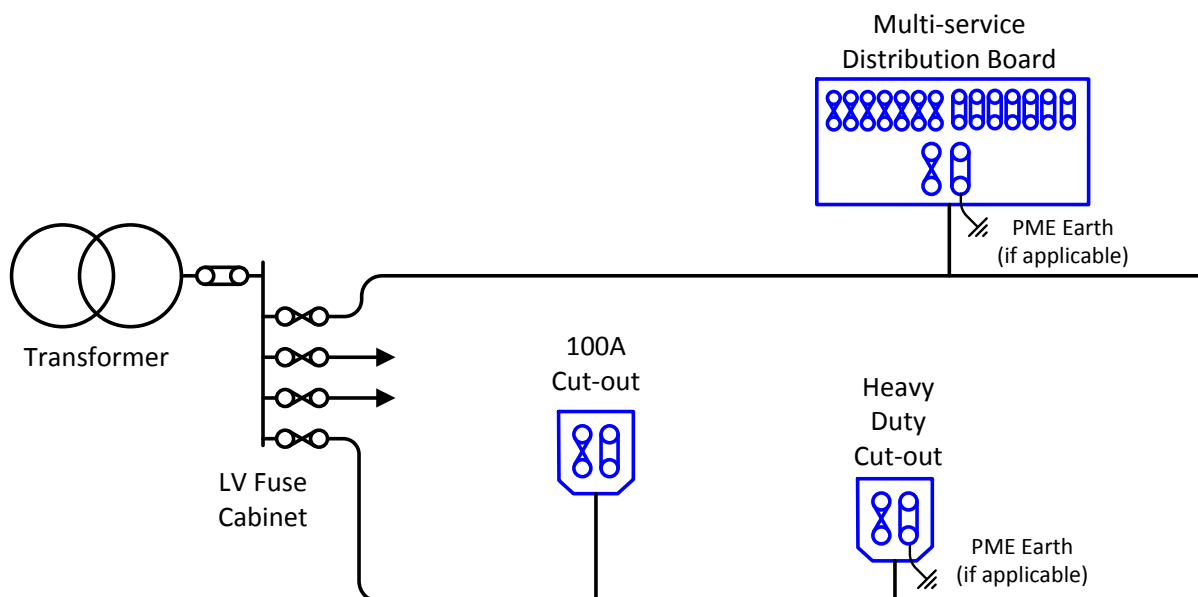 Multi-service
Distribution Board
PME Earth
(if applicable)
Transformer
100A
Cut-out
Heavy
Duty
Cut-out
LV Fuse
Cabinet
PME Earth
(if applicable)